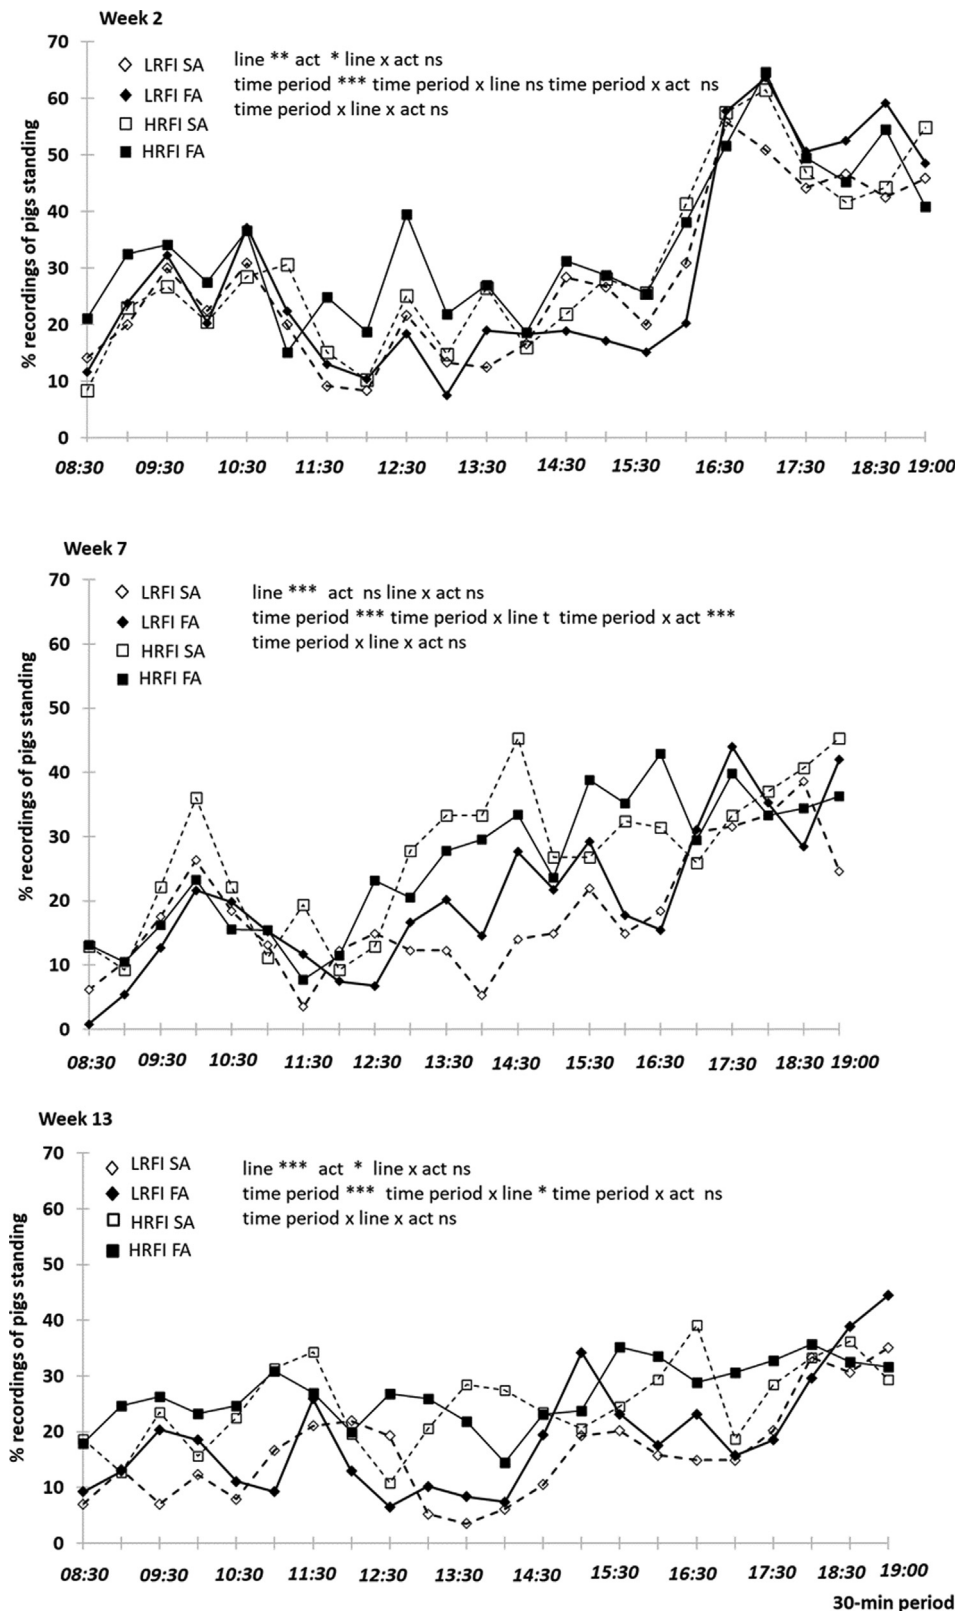 Week 2
70
60
50
40
30
20
10
0
% recordings of pigs standing
LRFI SA
LRFI FA
HRFI SA
HRFI FA
line ** act * line x act ns
time period *** time period x line ns time period x act ns
time period x line x act ns
08:30 09:30 10:30 11:30 12:30 13:30 14:30 15:30 16:30 17:30 18:30 19:00
Week 7
70
60
50
40
30
20
10
0
% recordings of pigs standing
LRFI SA
LRFI FA
HRFI SA
HRFI FA
line *** act ns line x act ns
time period *** time period x line t time period x act ***
time period x line x act ns
08:30 09:30 10:30 11:30 12:30 13:30 14:30 15:30 16:30 17:30 18:30 19:00
Week 13
70
60
50
40
30
20
10
0
% recordings of pigs standing
LRFI SA
LRFI FA
HRFI SA
HRFI FA
line *** act * line x act ns
time period *** time period x line * time period x act ns
time period x line x act ns
08:30 09:30 10:30 11:30 12:30 13:30 14:30 15:30 16:30 17:30 18:30 19:00
30-min period